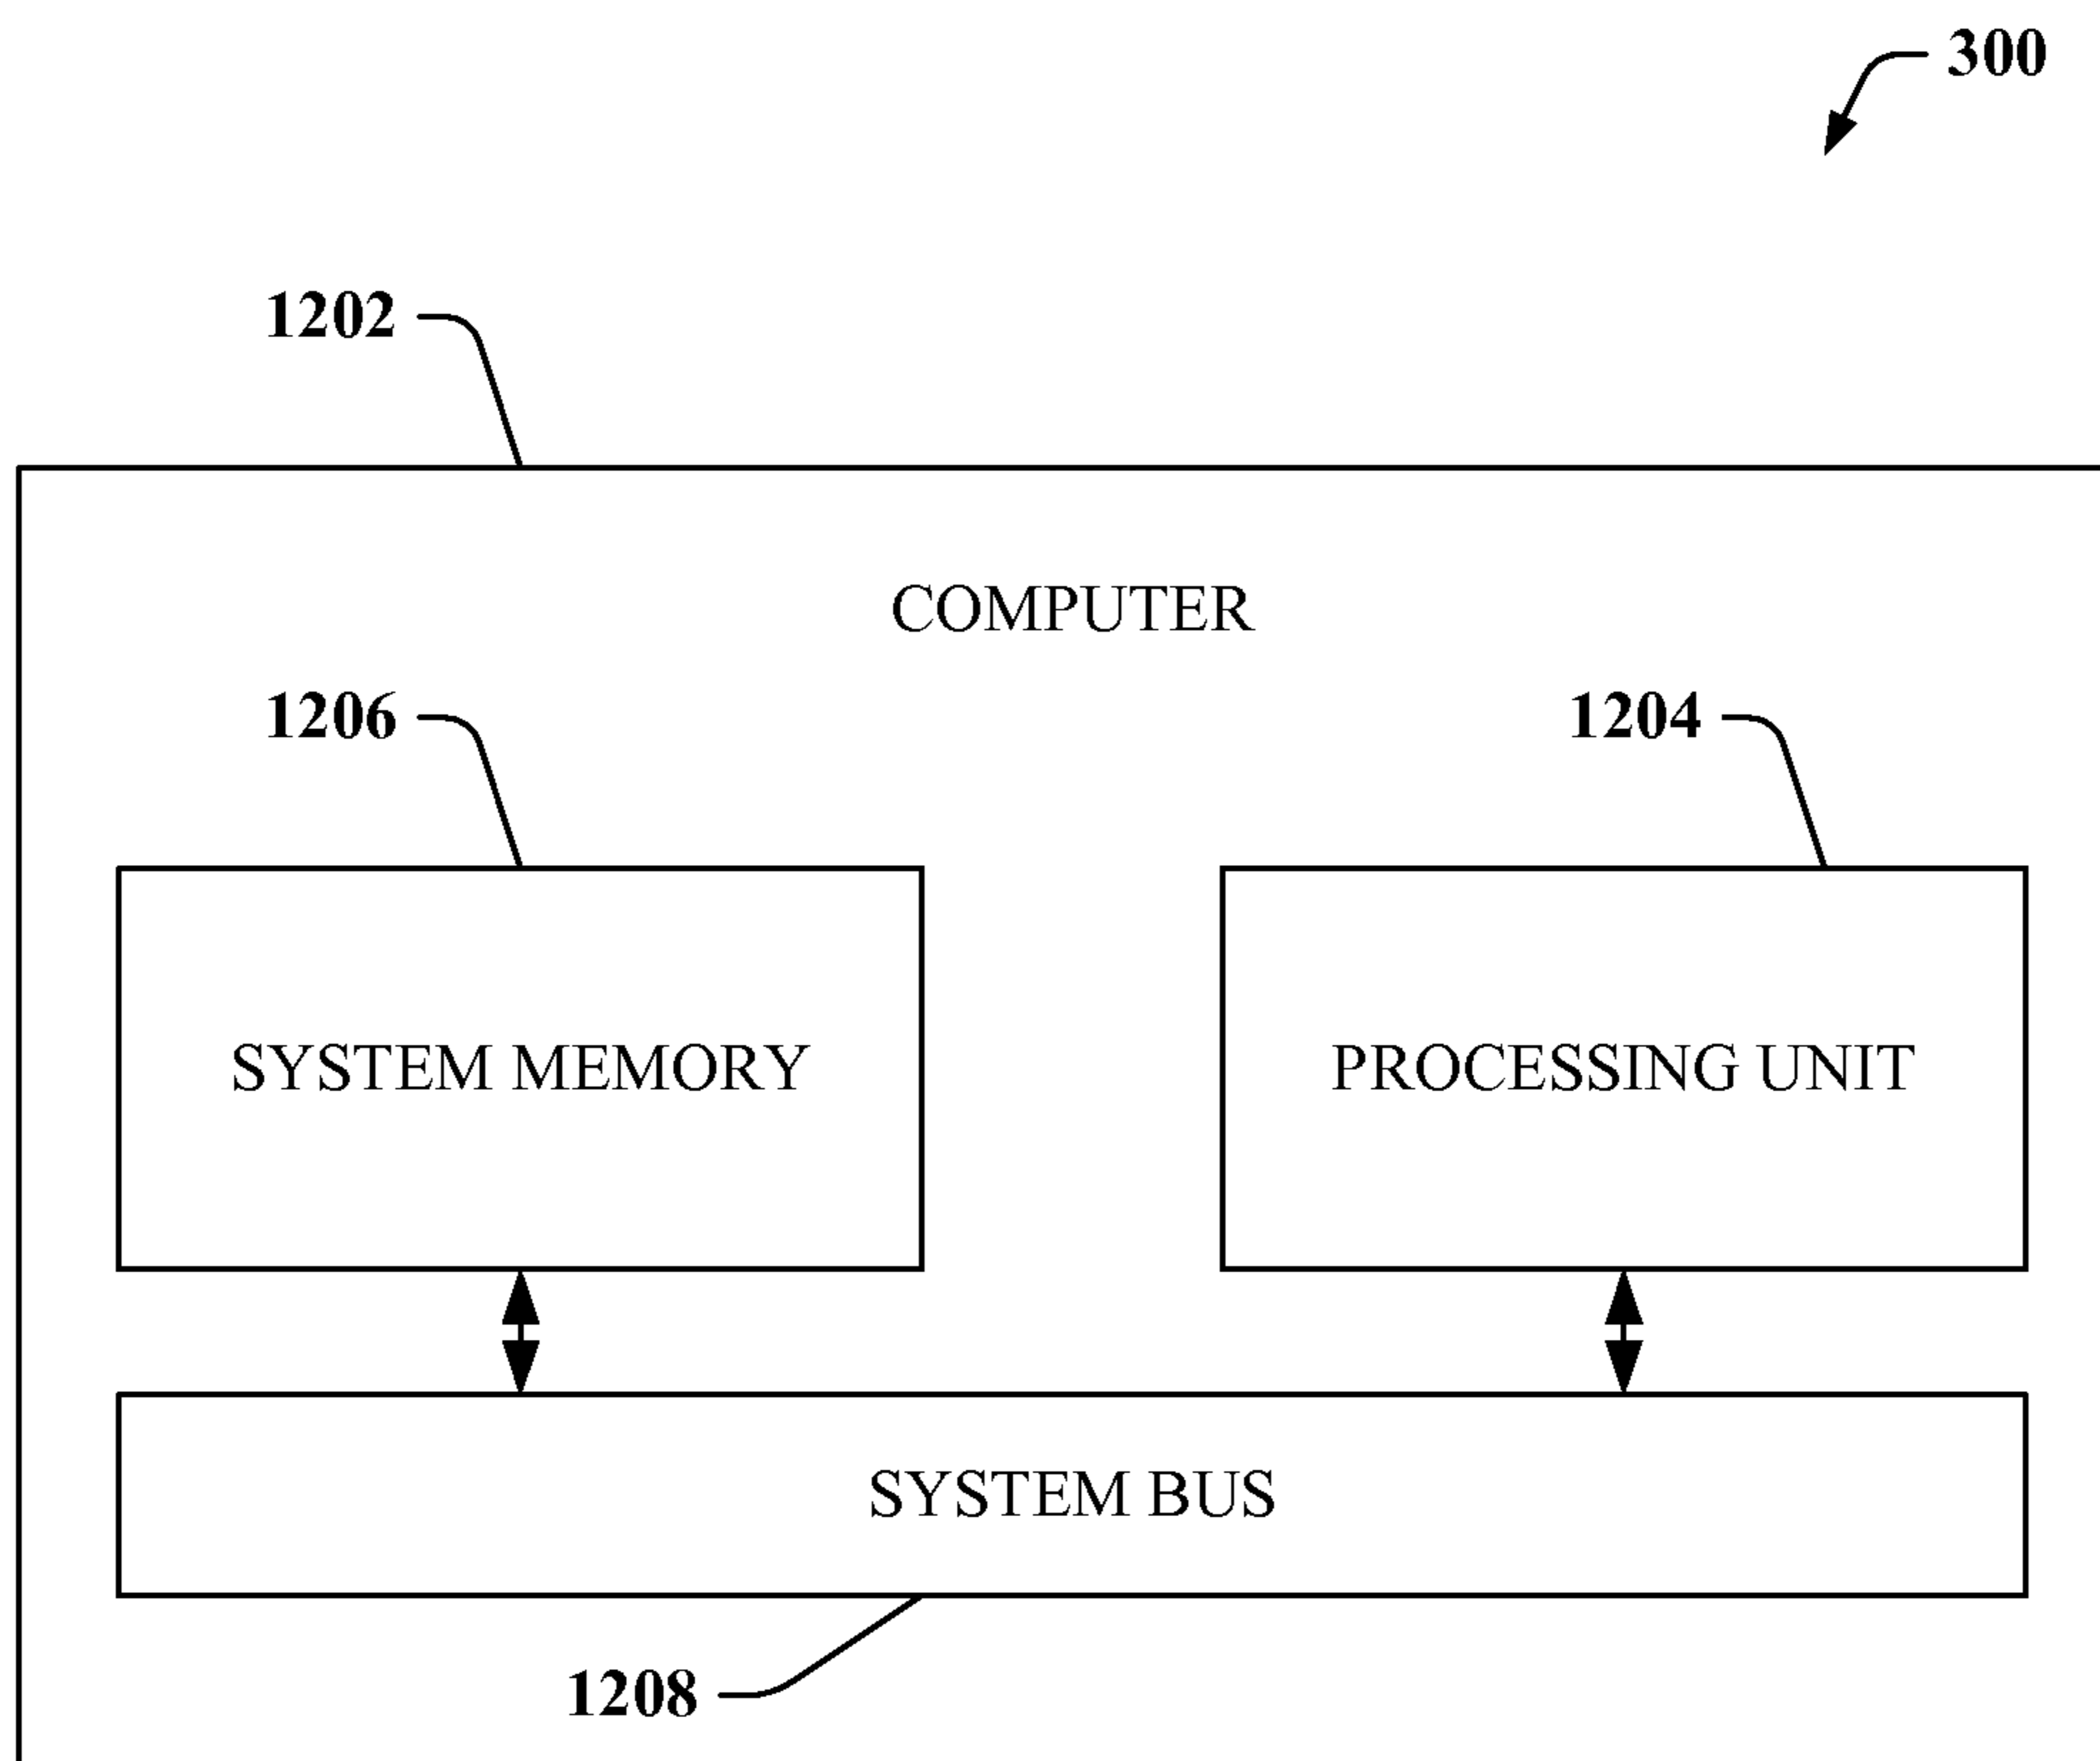 300
1202
COMPUTER
1206
1204
SYSTEM MEMORY
PROCESSING UNIT
SYSTEM BUS
1208